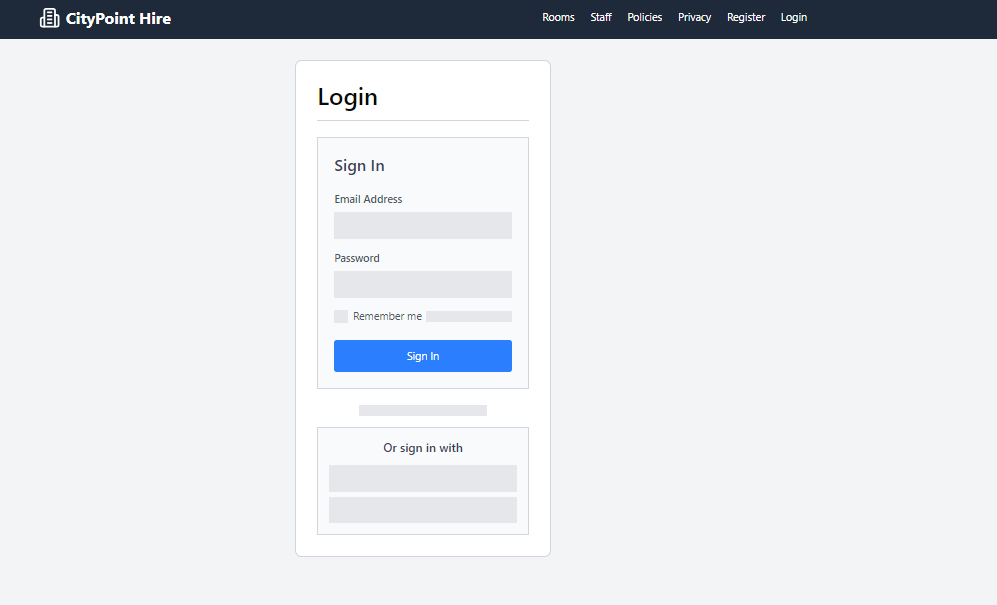 CityPoint Hire
Rooms Staff Policies Privacy Register Login
Login
Sign In
Email Address
Password
Remember me
Sign In
Or sign in with